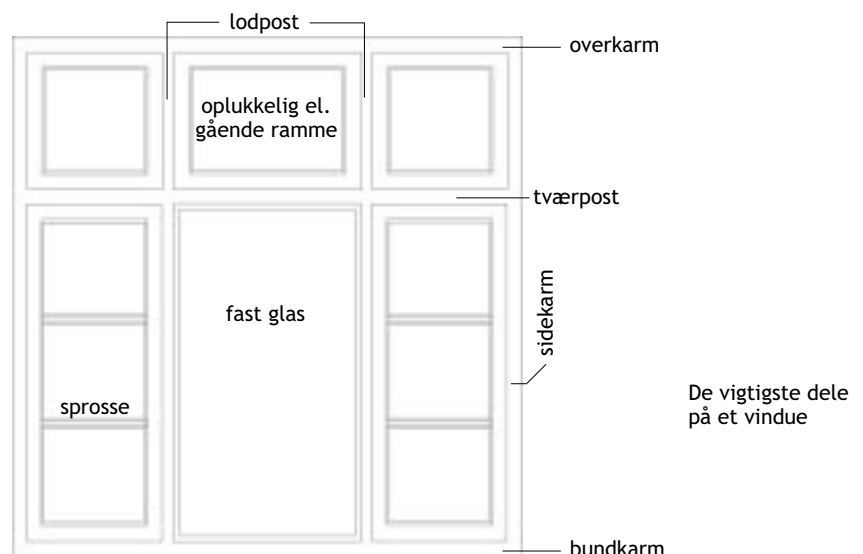 lodpost
overkarm
oplukkelig el.
gående ramme
tværpost
fast glas
sidekarm
sprosse
De vigtigste dele
på et vindue
bundkarm